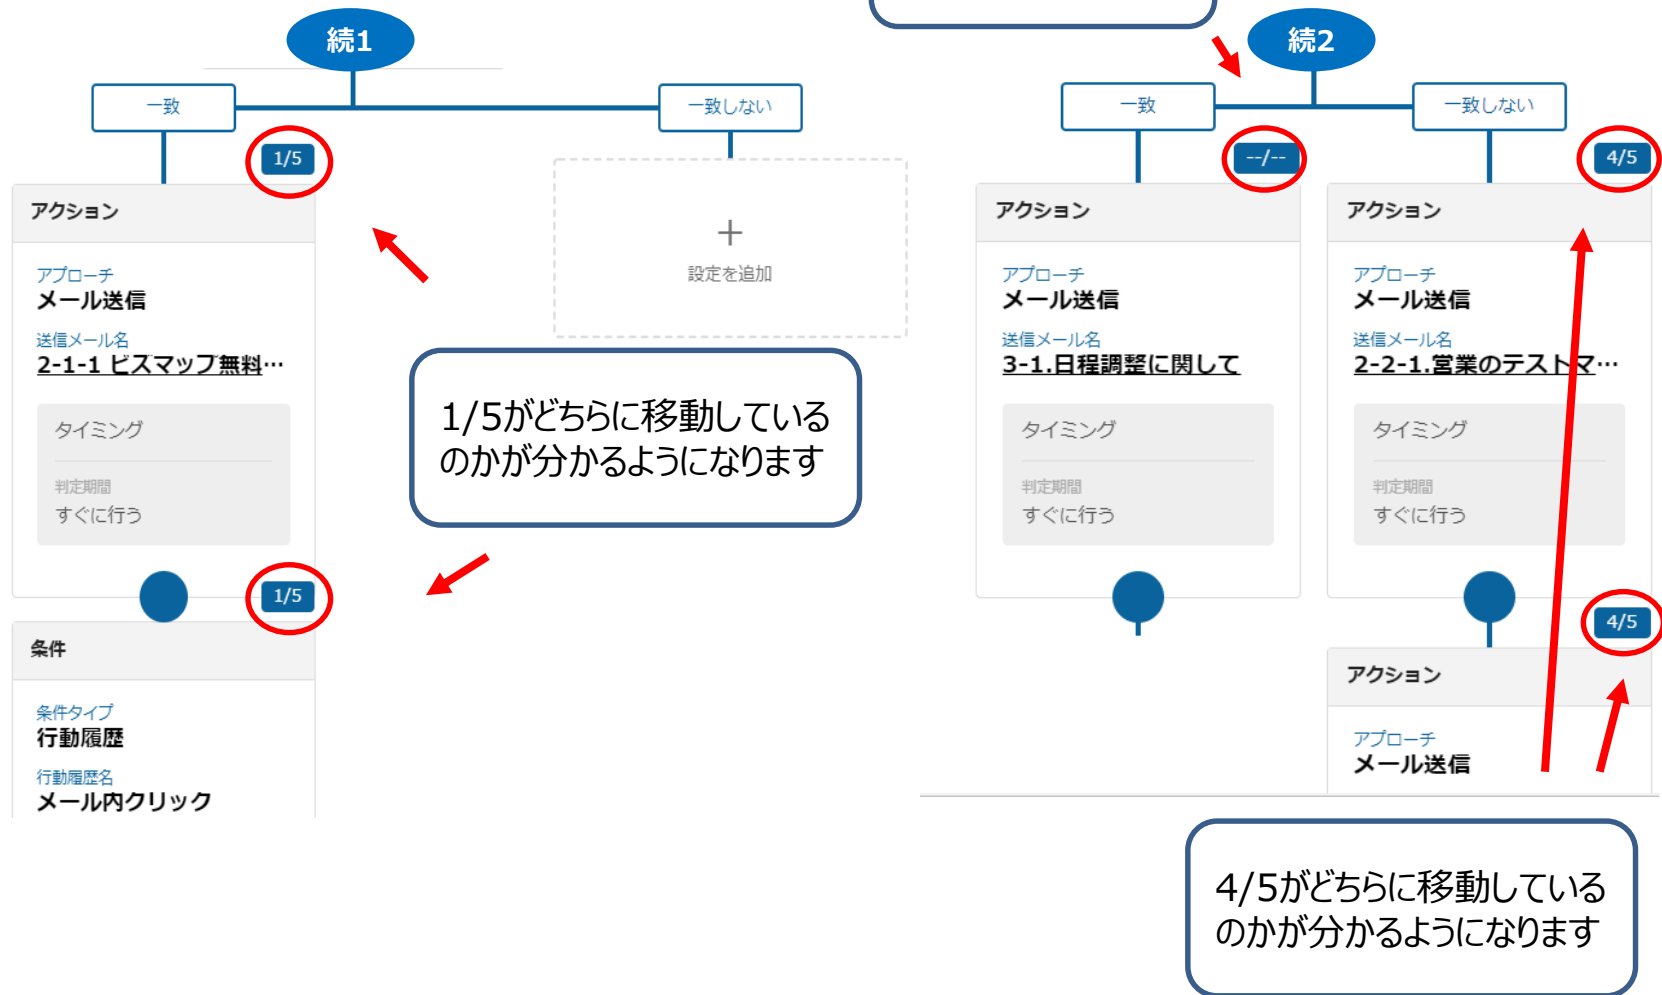 続1
一致
一致しない
1/5
アクション
アプローチ
メール送信
送信メール名
2-1-1 ビズマップ無料…
タイミング
判定期間
すぐに行う
1/5
条件
条件タイプ
行動履歴
行動履歴名
メール内クリック
+
設定を追加
1/5がどちらに移動している
のかが分かるようになります
続2
一致
一致しない
--/--
アクション
アプローチ
メール送信
送信メール名
3-1.日程調整に関して
タイミング
判定期間
すぐに行う
4/5
アクション
アプローチ
メール送信
送信メール名
2-2-1.営業のテストマ…
タイミング
判定期間
すぐに行う
4/5
アクション
アプローチ
メール送信
4/5がどちらに移動している
のかが分かるようになります